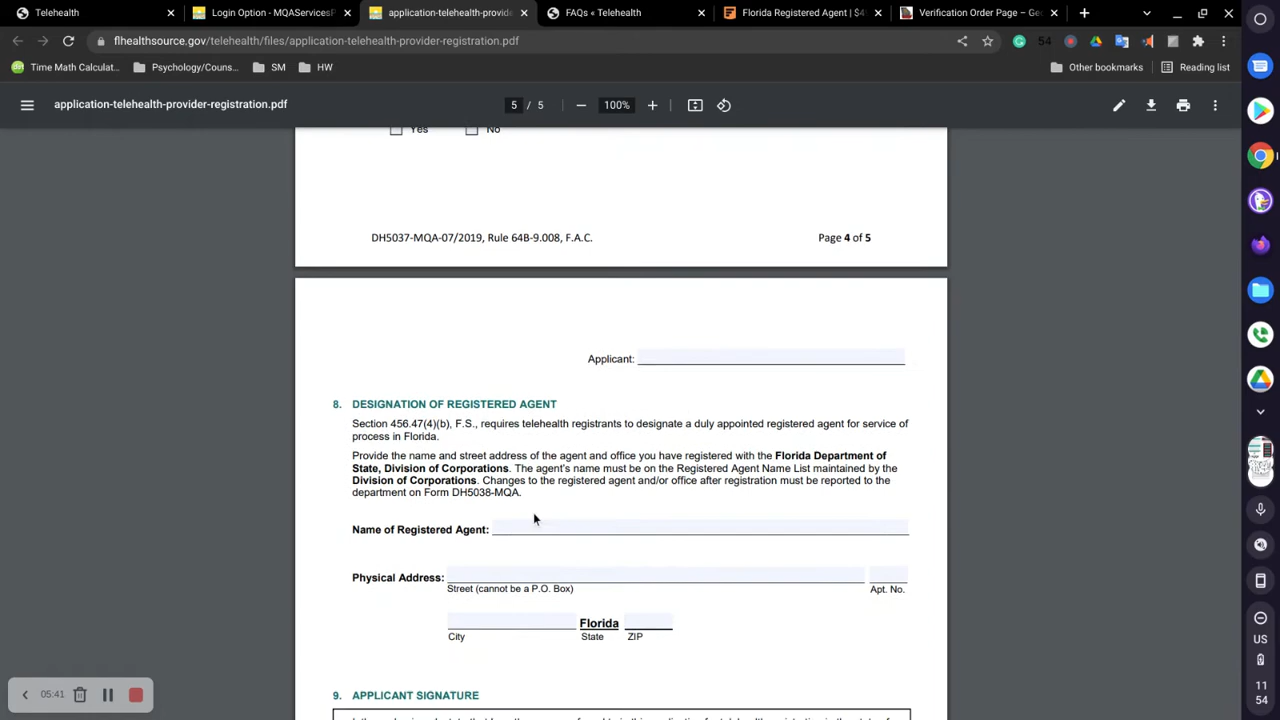 Telehealth
Login Option - MQAServicesP
application-telehealth-provide
FAQs « Telehealth
Florida Registered Agent | $4
Verification Order Page – Geo
flhealthsource.gov/telehealth/files/application-telehealth-provider-registration.pdf
54
Time Math Calculat...
Psychology/Couns...
SM
HW
Other bookmarks
Reading list
application-telehealth-provider-registration.pdf
5 / 5
100%
Yes No
DH5037-MQA-07/2019, Rule 64B-9.008, F.A.C.
Page 4 of 5
Applicant:
8. DESIGNATION OF REGISTERED AGENT
Section 456.47(4)(b), F.S., requires telehealth registrants to designate a duly appointed registered agent for service of
process in Florida.
Provide the name and street address of the agent and office you have registered with the Florida Department of
State, Division of Corporations. The agent's name must be on the Registered Agent Name List maintained by the
Division of Corporations. Changes to the registered agent and/or office after registration must be reported to the
department on Form DH5038-MQA.
Name of Registered Agent:
Physical Address:
Street (cannot be a P.O. Box)
Apt. No.
Florida
City State ZIP
9. APPLICANT SIGNATURE
05:41
US
11
54